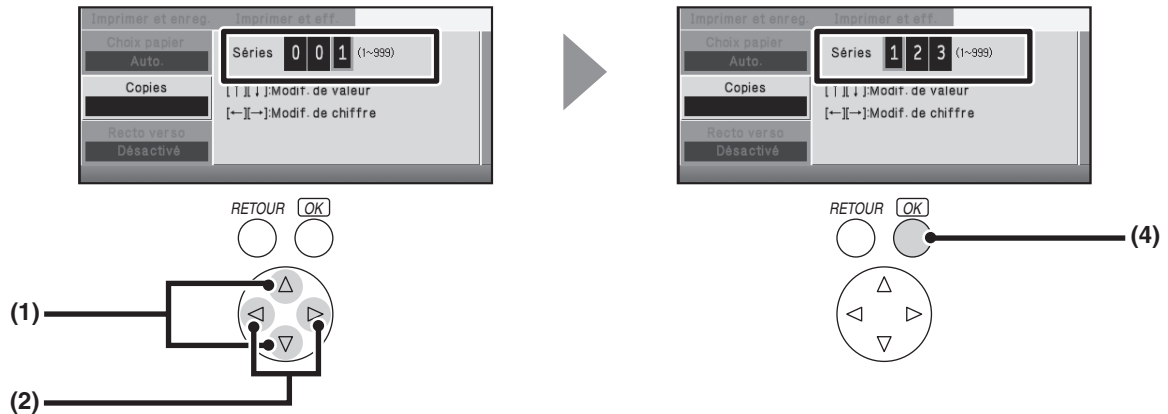 Imprimer et enreg. Imprimer et eff.
Choix papier
Auto.
Séries 0 0 1 (1~999)
Copies
[↑][↓]:Modif. de valeur
[←][→]:Modif. de chiffre
Recto verso
Désactivé
RETOUR OK
(1)
(2)
Imprimer et enreg. Imprimer et eff.
Choix papier
Auto.
Séries 1 2 3 (1~999)
Copies
[↑][↓]:Modif. de valeur
[←][→]:Modif. de chiffre
Recto verso
Désactivé
RETOUR OK
(4)